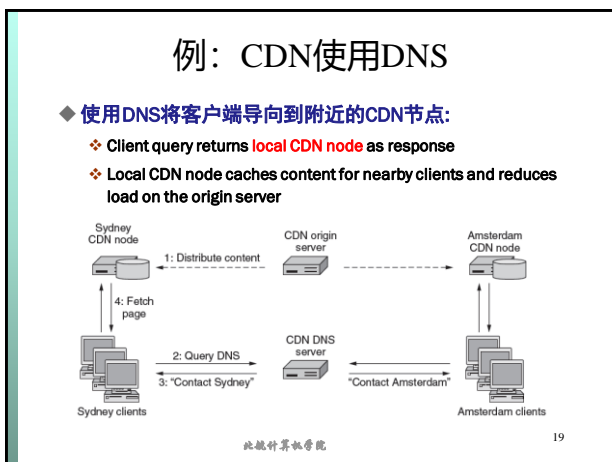 例：CDN使用DNS
使用DNS将客户端导向到附近的CDN节点:
Client query returns local CDN node as response
Local CDN node caches content for nearby clients and reduces
load on the origin server
Sydney
CDN node
CDN origin
server
Amsterdam
CDN node
1: Distribute content
4: Fetch
page
CDN DNS
server
2: Query DNS
3: "Contact Sydney"
"Contact Amsterdam"
Sydney clients
Amsterdam clients
北航计算机学院
19